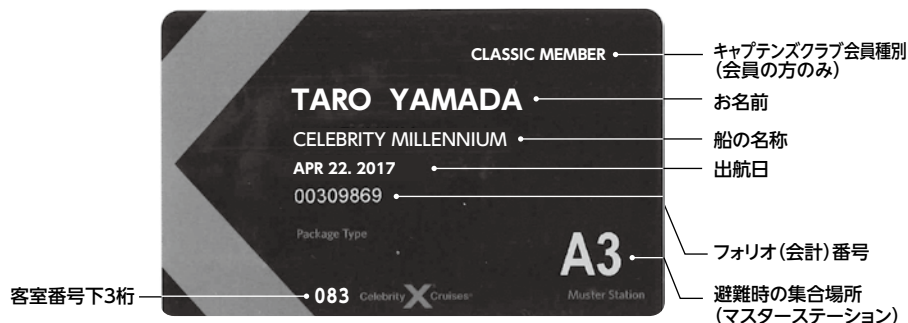 CLASSIC MEMBER
キャプテンズクラブ会員種別
(会員の方のみ)
TARO YAMADA
お名前
CELEBRITY MILLENNIUM
船の名称
APR 22. 2017
出航日
00309869
フォリオ(会計)番号
Package Type
A3
Muster Station
避難時の集合場所
(マスターステーション)
客室番号下3桁
083
Celebrity X Cruises